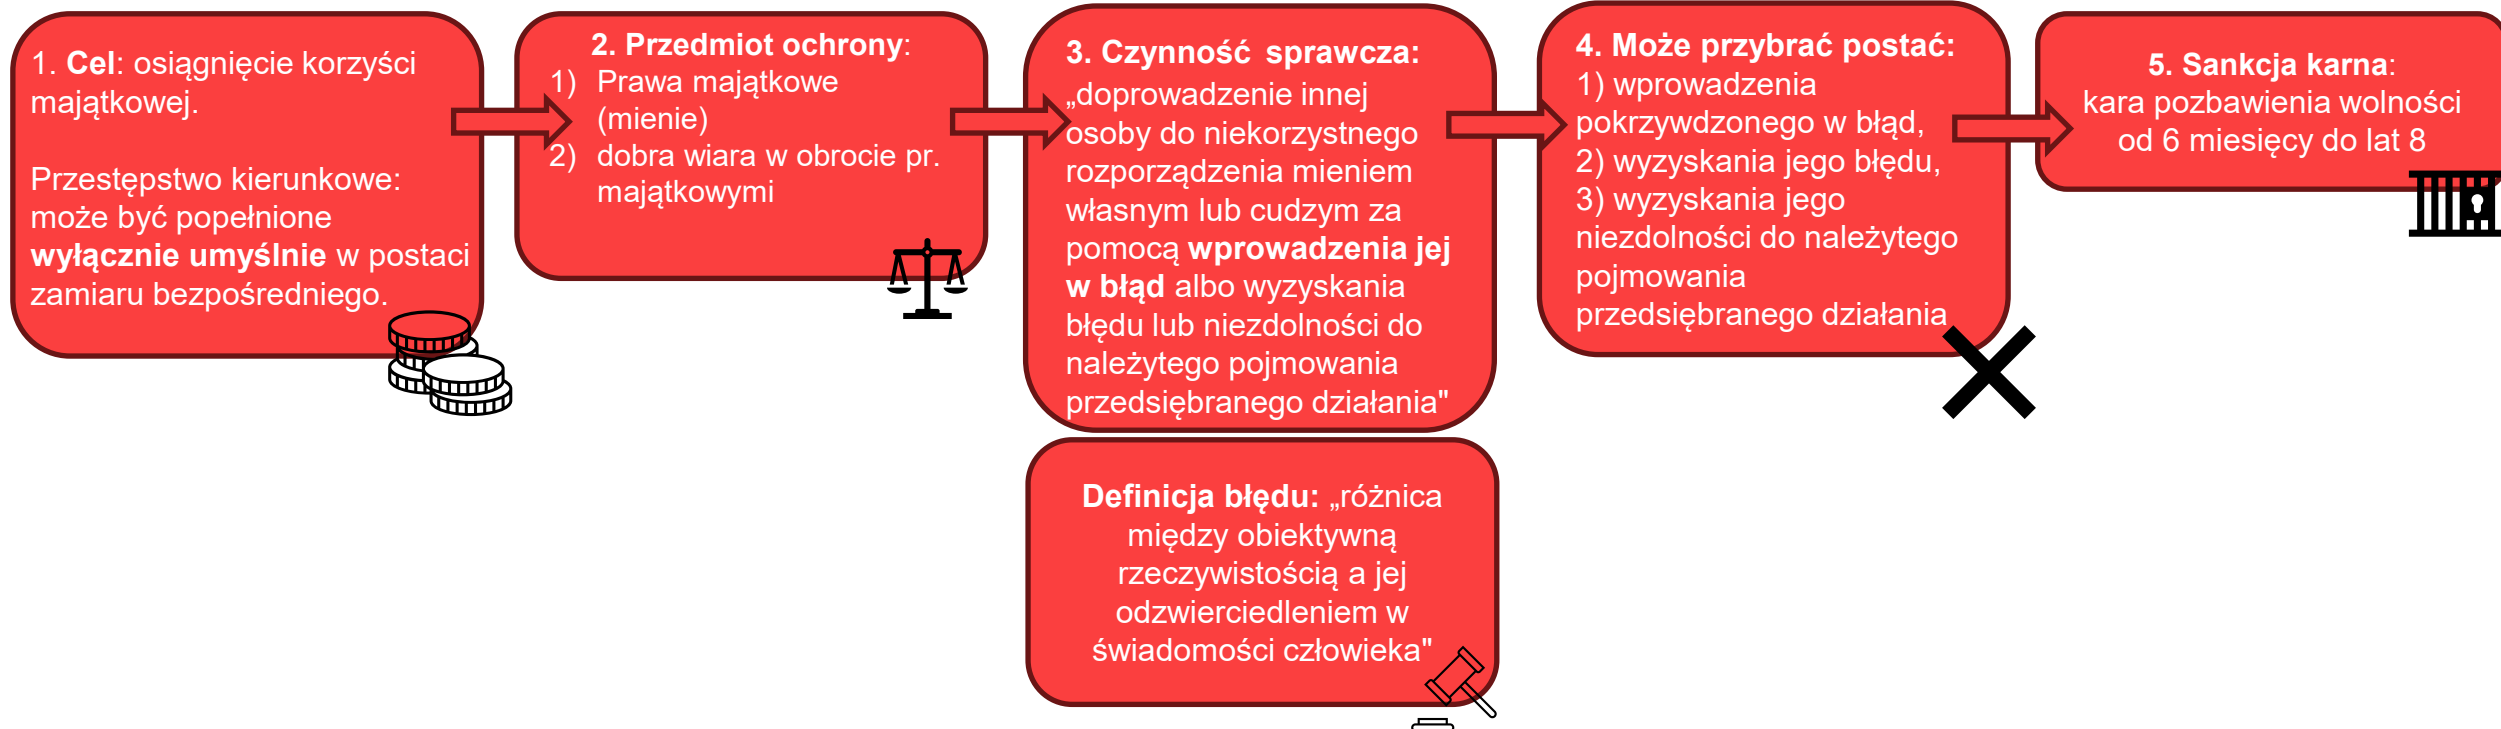 1. Cel: osiągnięcie korzyści
majątkowej.
Przestępstwo kierunkowe:
może być popełnione
wyłącznie umyślnie w postaci
zamiaru bezpośredniego.
2. Przedmiot ochrony:
1) Prawa majątkowe
(mienie)
2) dobra wiara w obrocie pr.
majątkowymi
3. Czynność sprawcza:
„doprowadzenie innej
osoby do niekorzystnego
rozporządzenia mieniem
własnym lub cudzym za
pomocą wprowadzenia jej
w błąd albo wyzyskania
błędu lub niezdolności do
należytego pojmowania
przedsiębranego działania"
Definicja błędu: „różnica
między obiektywną
rzeczywistością a jej
odzwierciedleniem w
świadomości człowieka"
4. Może przybrać postać:
1) wprowadzenia
pokrzywdzonego w błąd,
2) wyzyskania jego błędu,
3) wyzyskania jego
niezdolności do należytego
pojmowania
przedsiębranego działania
5. Sankcja karna:
kara pozbawienia wolności
od 6 miesięcy do lat 8